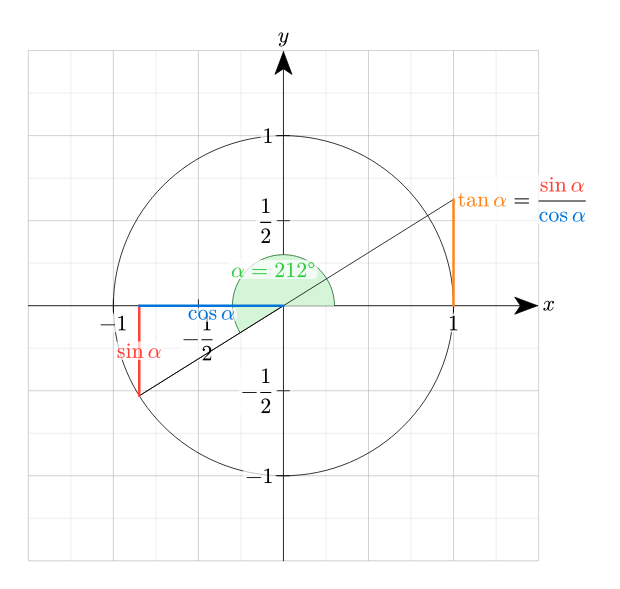 y
1
1/2
tan α = sin α / cos α
α = 212°
x
−1
cos α
1
−1/2
sin α
−1/2
−1